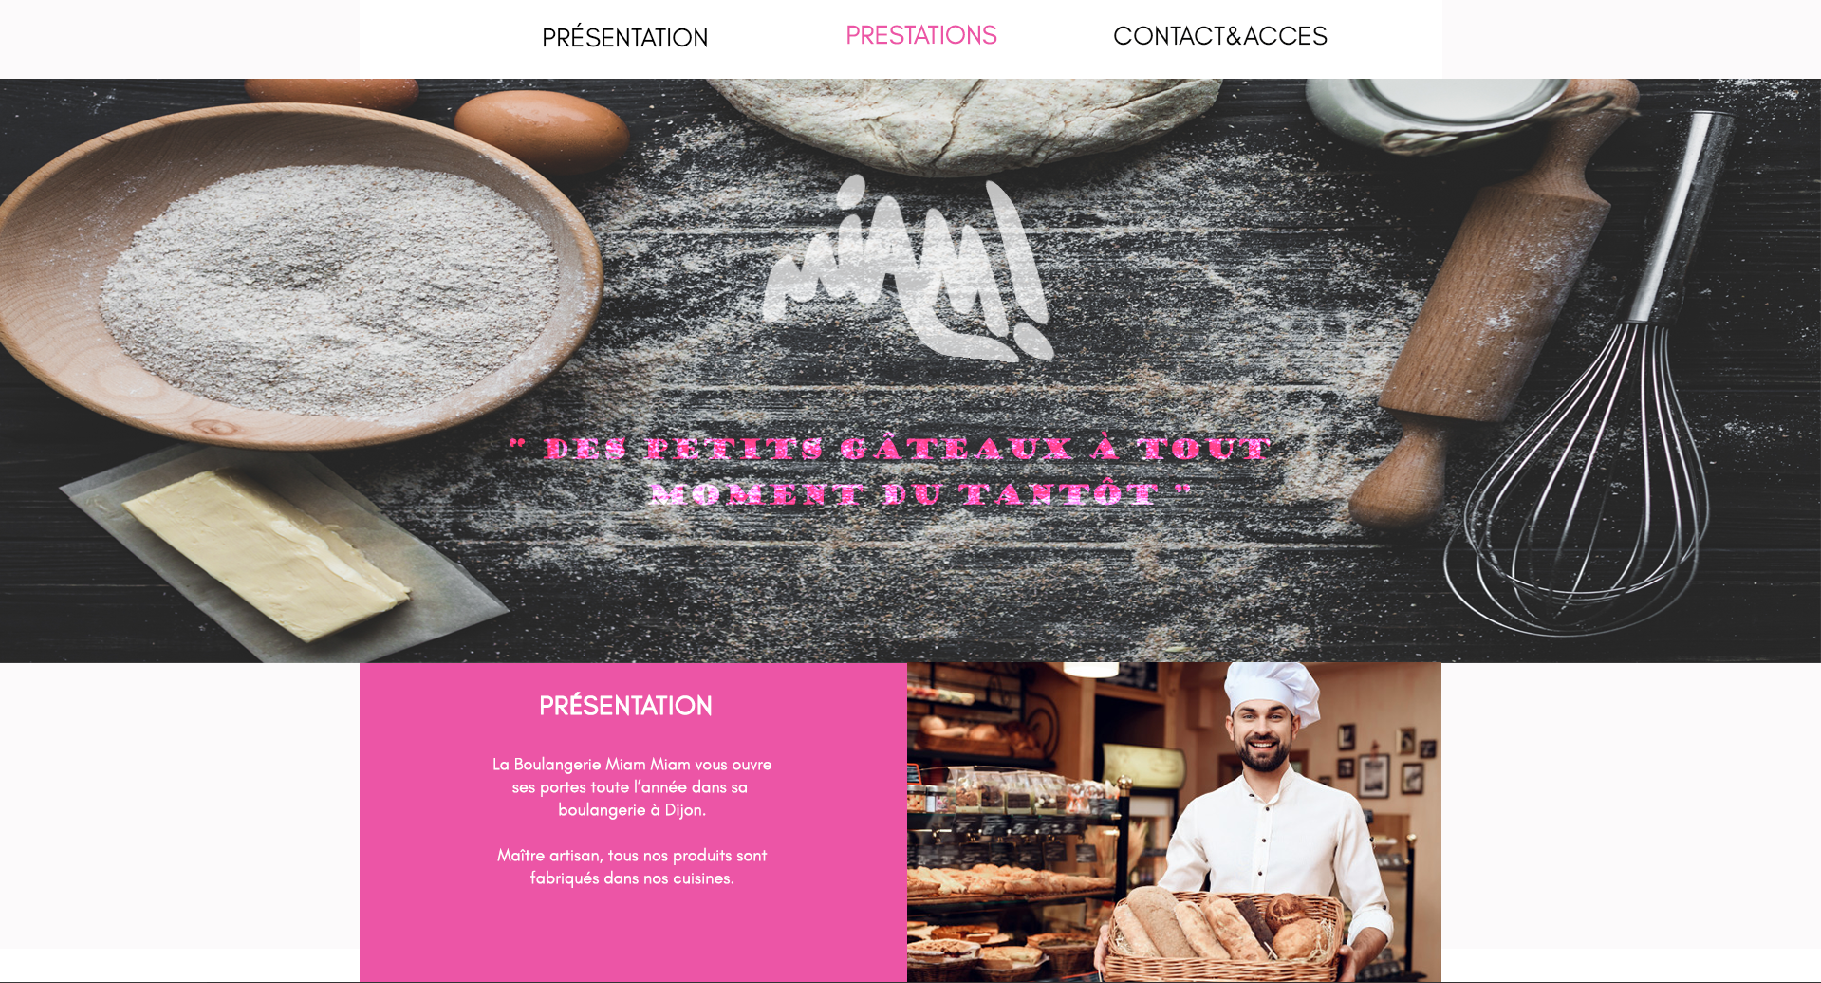 PRÉSENTATION
PRESTATIONS
CONTACT&ACCES
miam!
" DES PETITS GÂTEAUX À TOUT
MOMENT DU TANTÔT "
PRÉSENTATION
La Boulangerie Miam Miam vous ouvre
ses portes toute l'année dans sa
boulangerie à Dijon.
Maître artisan, tous nos produits sont
fabriqués dans nos cuisines.